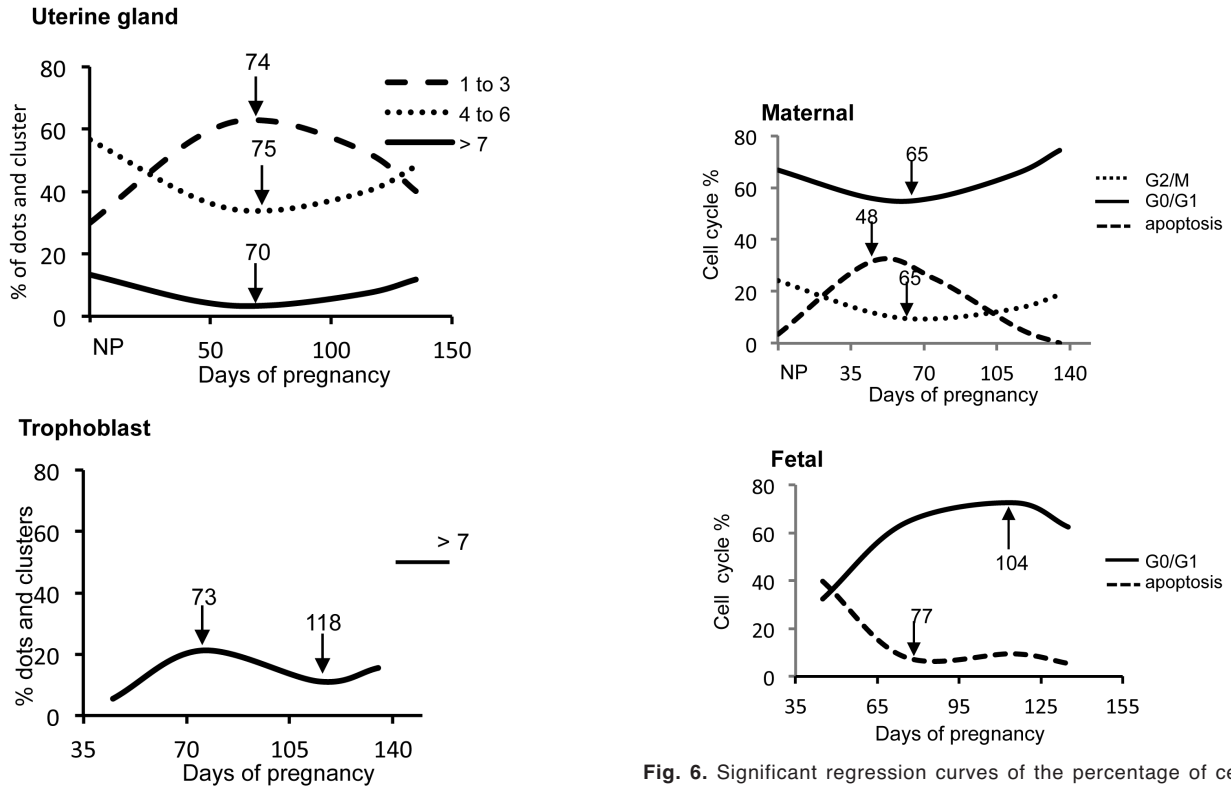 Uterine gland
80
60
40
20
0
% of dots and cluster
74
75
70
1 to 3
4 to 6
> 7
NP 50 100 150
Days of pregnancy
Trophoblast
80
60
40
20
0
% dots and clusters
73
118
> 7
35 70 105 140
Days of pregnancy
Maternal
80
60
40
20
0
Cell cycle %
65
48
65
G2/M
G0/G1
apoptosis
NP 35 70 105 140
Days of pregnancy
Fetal
80
60
40
20
0
Cell cycle %
104
77
G0/G1
apoptosis
35 65 95 125 155
Days of pregnancy
Fig. 6. Significant regression curves of the percentage of ce